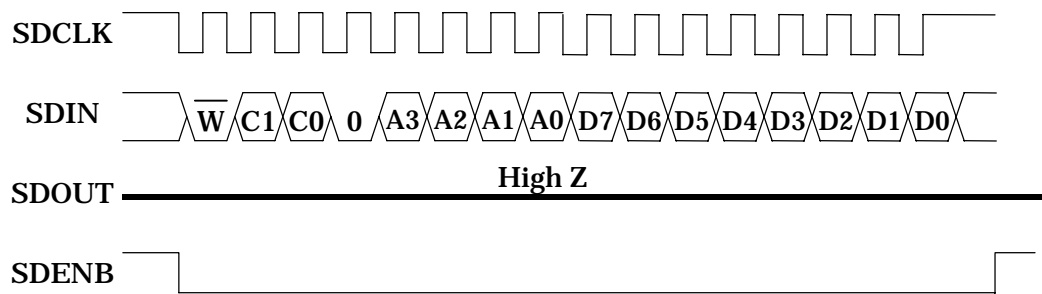 SDCLK
SDIN W C1 C0 0 A3 A2 A1 A0 D7 D6 D5 D4 D3 D2 D1 D0
High Z
SDOUT
SDENB